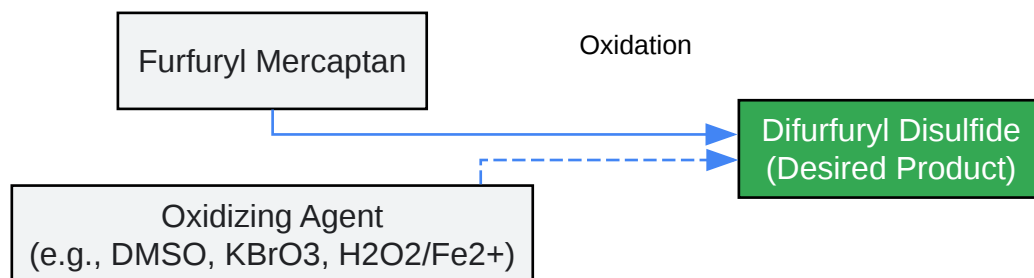 Furfuryl Mercaptan
Oxidation
Difurfuryl Disulfide
(Desired Product)
Oxidizing Agent
(e.g., DMSO, KBrO3, H2O2/Fe2+)